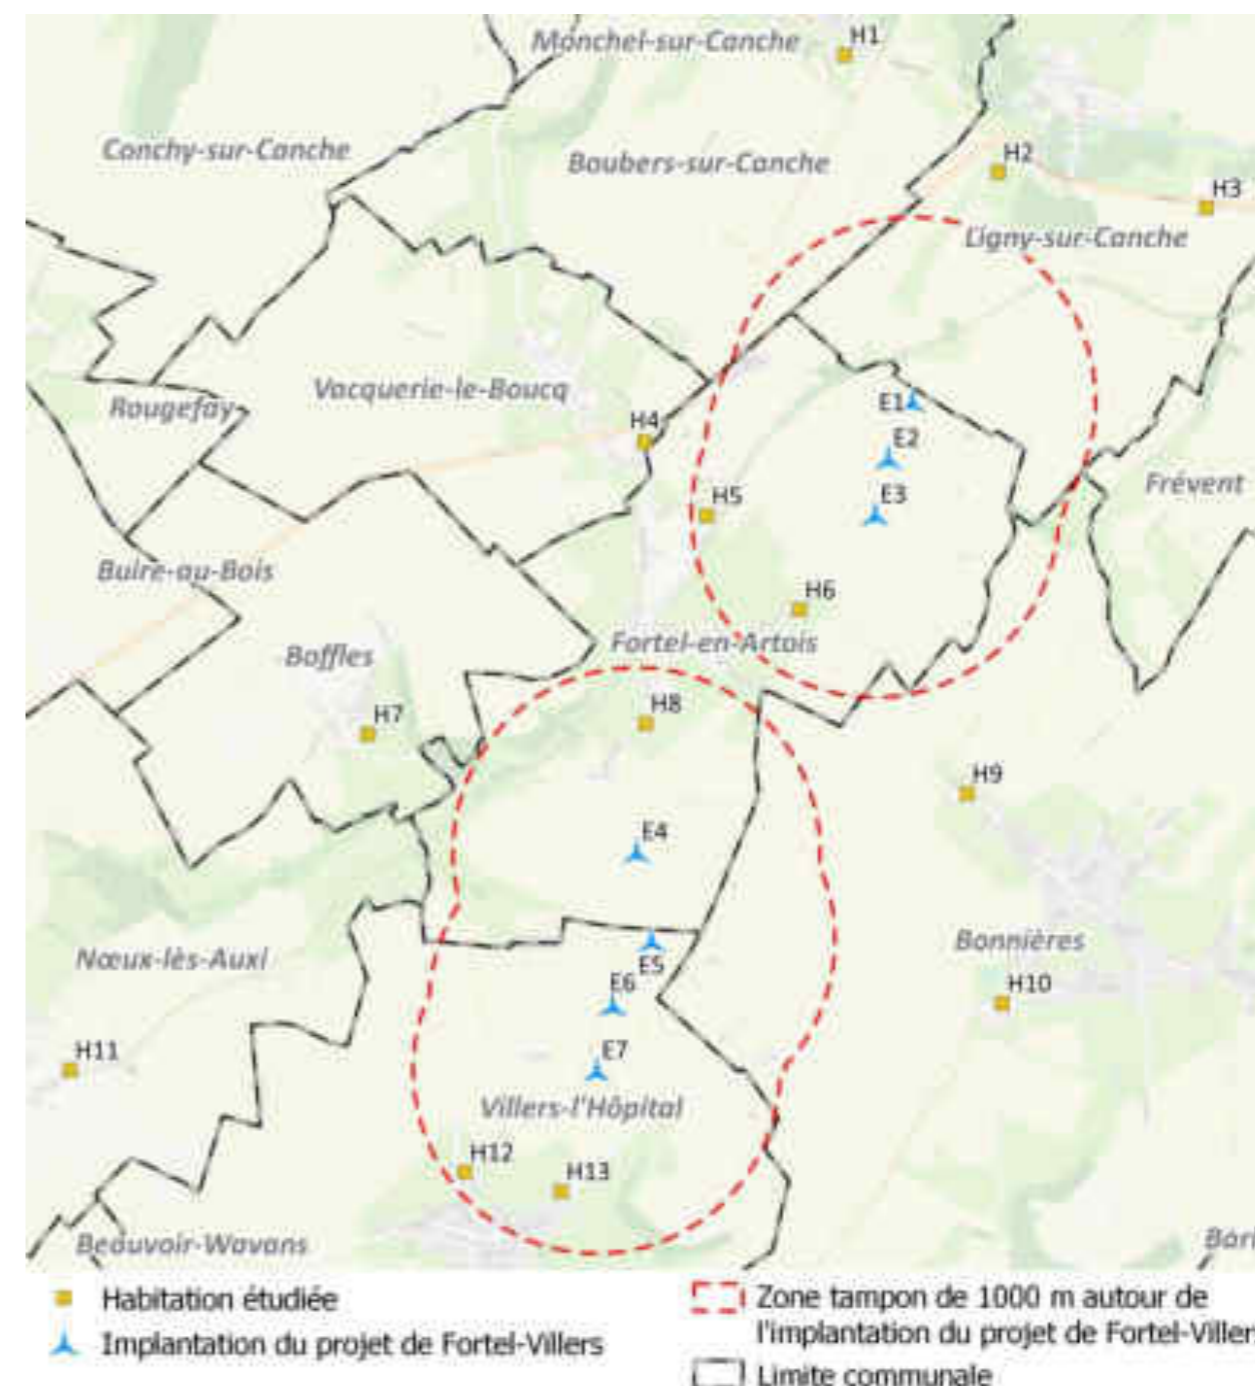 Monchel-sur-Canche
H1
Conchy-sur-Canche
Boubers-sur-Canche
H2
H3
Ligny-sur-Canche
Vacquerie-le-Boucq
Rougefay
E1
H4
E2
Frévent
H5
E3
Buire-au-Bois
H6
Fortel-en-Artois
Boffles
H7
H8
H9
E4
Bonnières
Nœux-lès-Auxi
E5
E6
H10
H11
E7
Villers-l'Hôpital
H12
H13
Beauvoir-Wavans
Habitation étudiée
Implantation du projet de Fortel-Villers
Zone tampon de 1000 m autour de
l'implantation du projet de Fortel-Viller
Limite communale